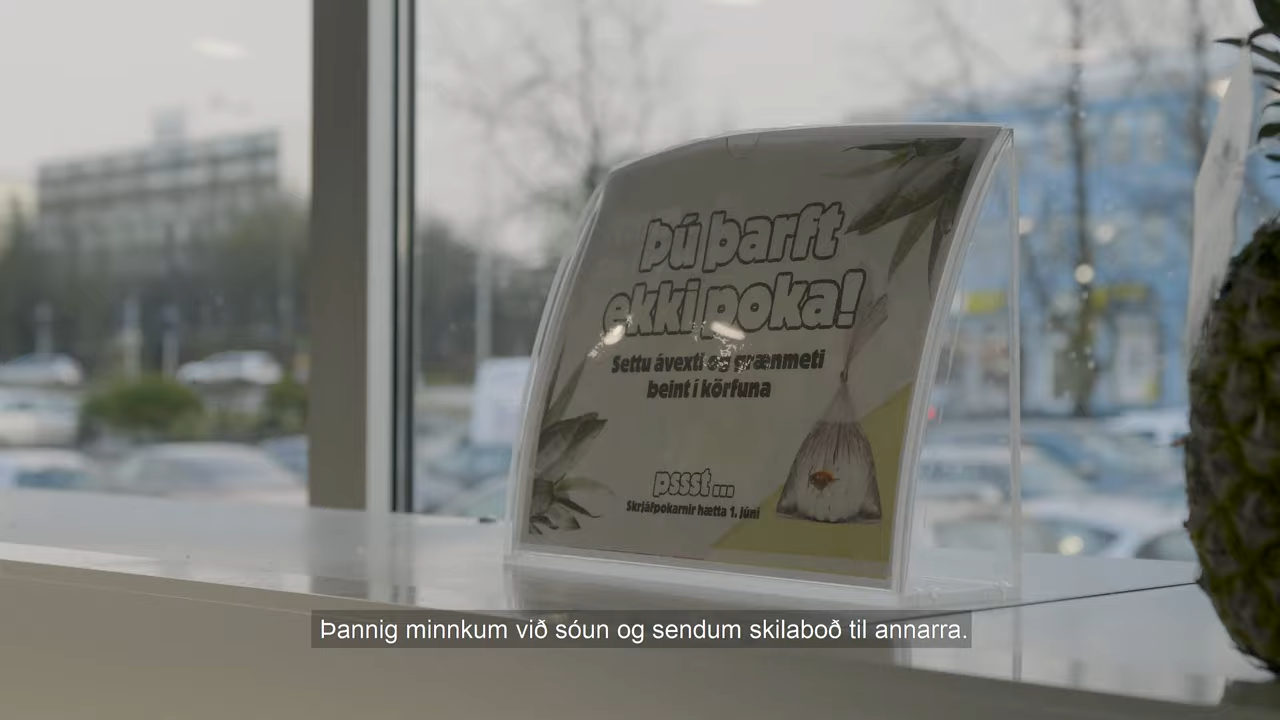 Þú þarft
ekki poka!
Settu ávexti og grænmeti
beint í körfuna
pssst...
Skrjáfpokarnir hætta 1. júní
Þannig minnkum við sóun og sendum skilaboð til annarra.